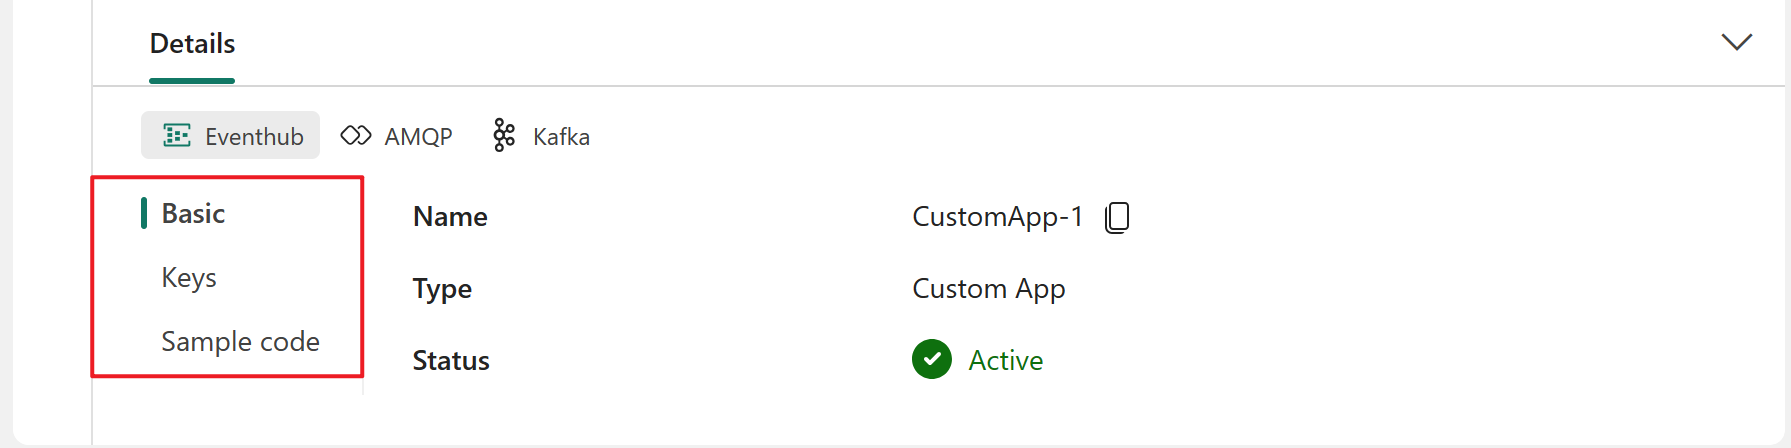 Details
Eventhub AMQP Kafka
Basic
Keys
Sample code
Name CustomApp-1
Type Custom App
Status Active